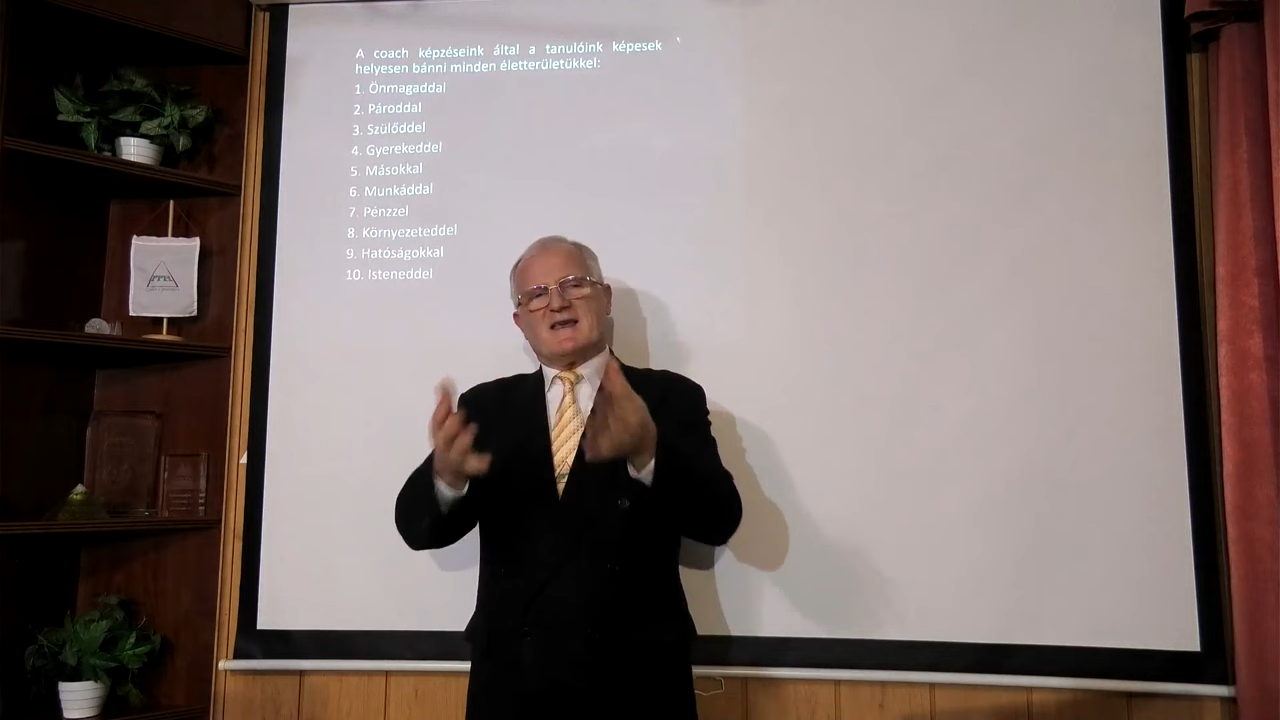 A coach képzéseink által a tanulóink képesek
helyesen bánni minden életterületükkel:
1. Önmagaddal
2. Pároddal
3. Szülőddel
4. Gyerekeddel
5. Másokkal
6. Munkáddal
7. Pénzzel
8. Környezeteddel
9. Hatóságokkal
10. Isteneddel